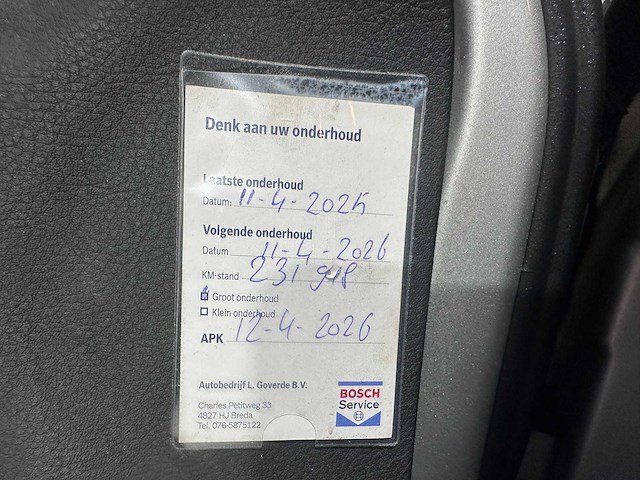 Denk aan uw onderhoud
Laatste onderhoud
Datum: 11-4-2025
Volgende onderhoud
Datum 11-4-2026
KM-stand 231 918
Groot onderhoud
Klein onderhoud
APK 12-4-2026
Autobedrijf L. Goverde B.V.
Charles Petitweg 33
4827 HJ Breda
Tel. 076-5875122
BOSCH
Service